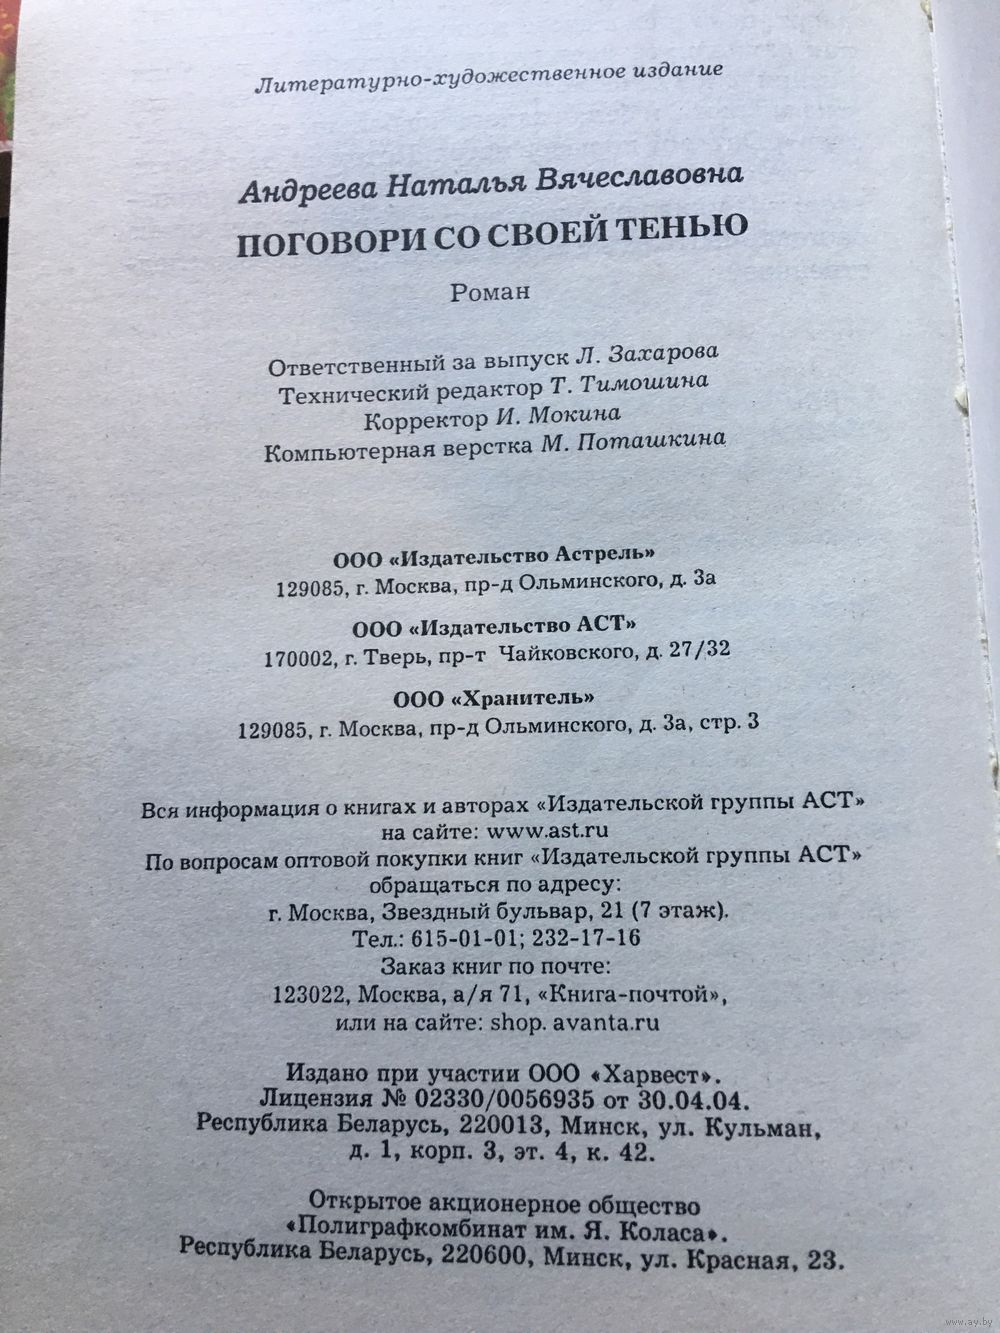 Литературно-художественное издание
Андреева Наталья Вячеславовна
ПОГОВОРИ СО СВОЕЙ ТЕНЬЮ
Роман
Ответственный за выпуск Л. Захарова
Технический редактор Т. Тимошина
Корректор И. Мокина
Компьютерная верстка М. Поташкина
ООО «Издательство Астрель»
129085, г. Москва, пр-д Ольминского, д. 3а
ООО «Издательство АСТ»
170002, г. Тверь, пр-т Чайковского, д. 27/32
ООО «Хранитель»
129085, г. Москва, пр-д Ольминского, д. 3а, стр. 3
Вся информация о книгах и авторах «Издательской группы АСТ»
на сайте: www.ast.ru
По вопросам оптовой покупки книг «Издательской группы АСТ»
обращаться по адресу:
г. Москва, Звездный бульвар, 21 (7 этаж).
Тел.: 615-01-01; 232-17-16
Заказ книг по почте:
123022, Москва, а/я 71, «Книга-почтой»,
или на сайте: shop. avanta.ru
Издано при участии ООО «Харвест».
Лицензия № 02330/0056935 от 30.04.04.
Республика Беларусь, 220013, Минск, ул. Кульман,
д. 1, корп. 3, эт. 4, к. 42.
Открытое акционерное общество
«Полиграфкомбинат им. Я. Коласа».
Республика Беларусь, 220600, Минск, ул. Красная, 23.
www.ay.by